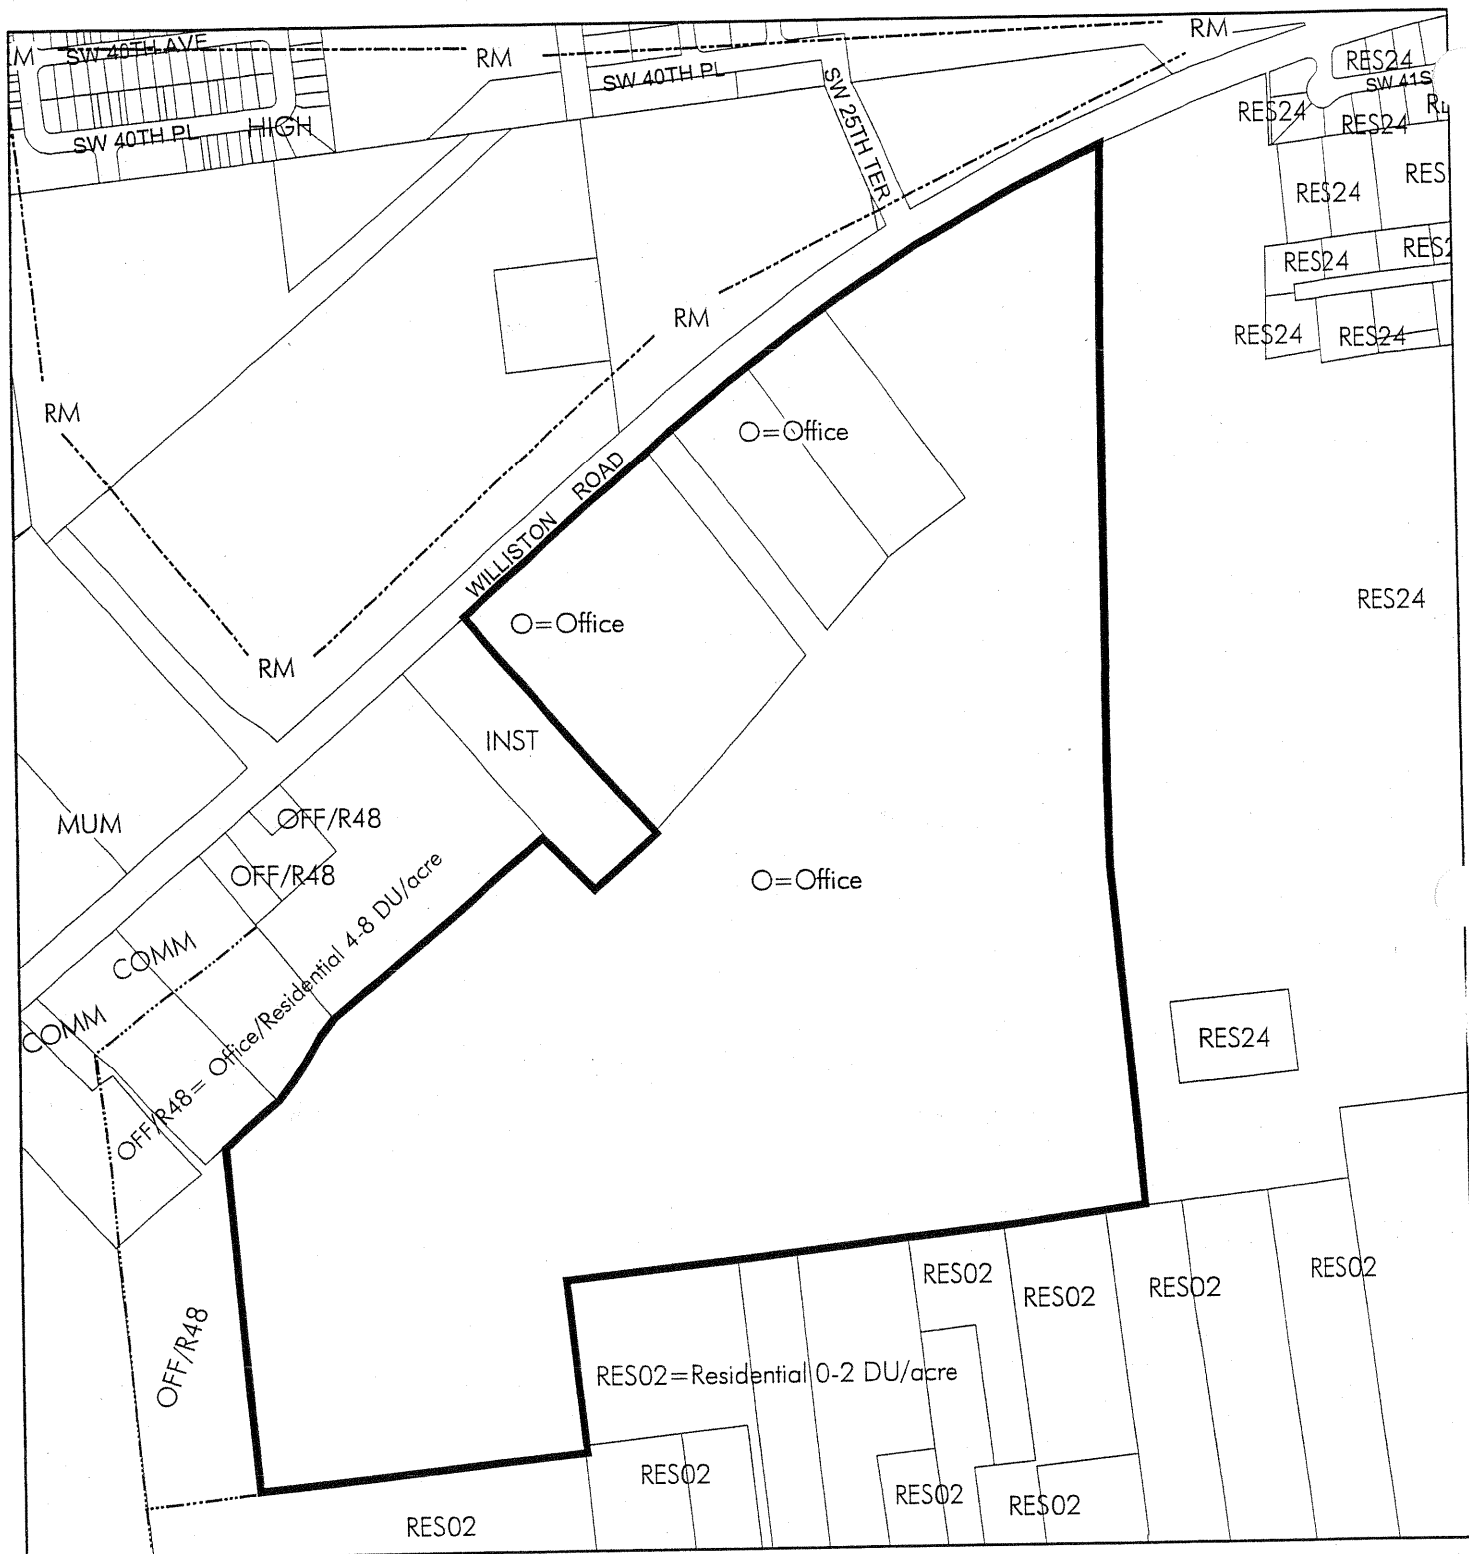 M
SW 40TH AVE
RM
RM
SW 40TH PL
RES24
SW 41S
SW 40TH PL
HIGH
SW 25TH TER
RES24
RES24
RES24
RES
RES24
RES24
RES24
RM
RM
O=Office
WILLISTON ROAD
RES24
O=Office
RM
INST
MUM
OFF/R48
OFF/R48
O=Office
COMM
COMM
OFF/R48= Office/Residential 4-8 DU/acre
RES24
OFF/R48
RES02
RES02
RES02
RES02
RES02=Residential 0-2 DU/acre
RES02
RES02
RES02
RES02